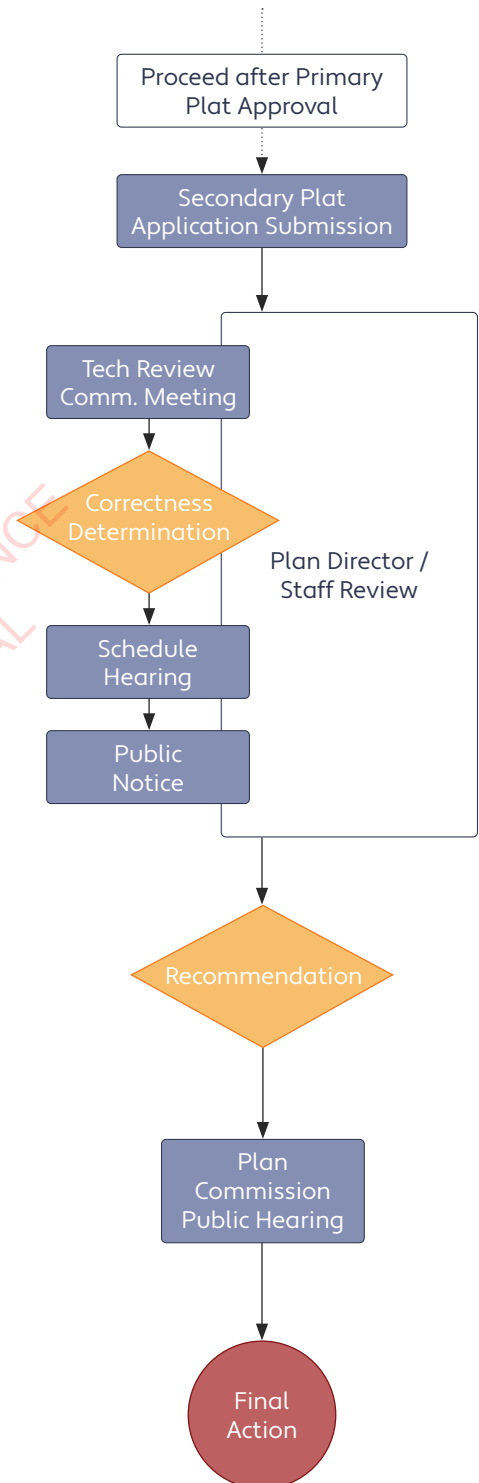 Proceed after Primary
Plat Approval
Secondary Plat
Application Submission
Tech Review
Comm. Meeting
Correctness
Determination
Plan Director /
Staff Review
Schedule
Hearing
Public
Notice
Recommendation
Plan
Commission
Public Hearing
Final
Action